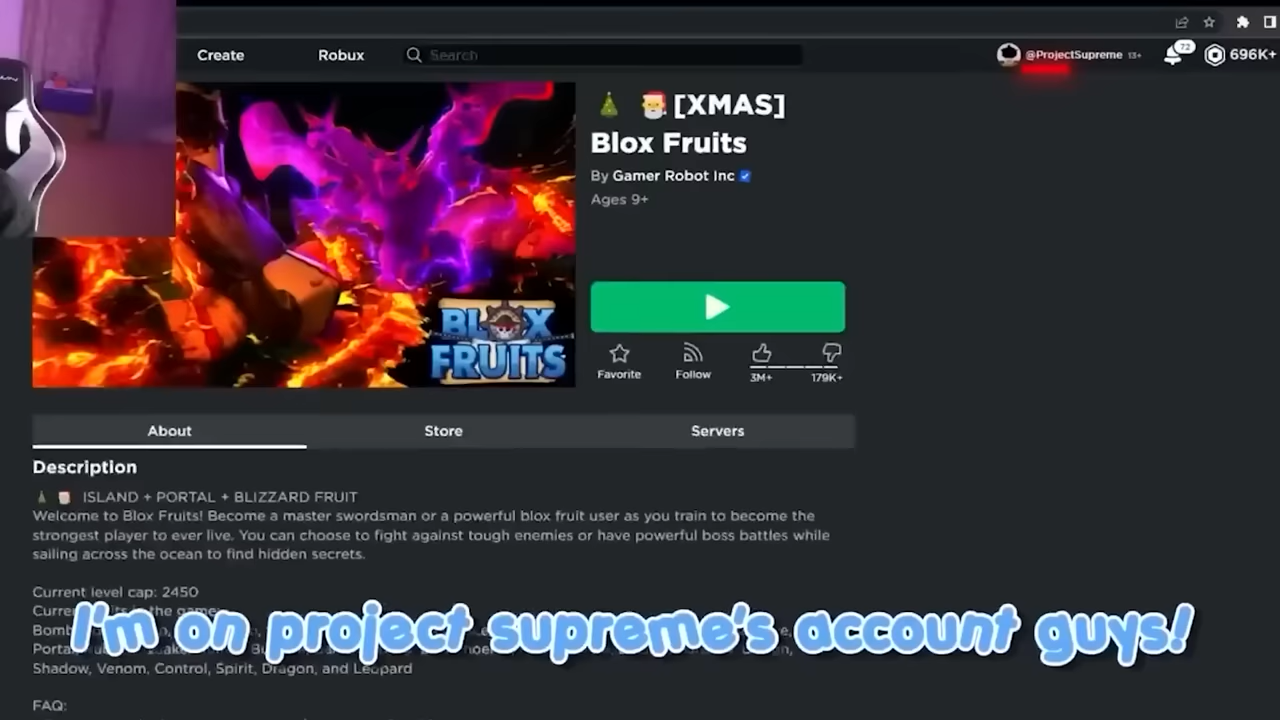 Create
Robux
Search
@ProjectSupreme 13+
72
696K+
[XMAS]
Blox Fruits
By Gamer Robot Inc
Ages 9+
BLOX
FRUITS
Favorite
Follow
3M+
179K+
About
Store
Servers
Description
ISLAND + PORTAL + BLIZZARD FRUIT
Welcome to Blox Fruits! Become a master swordsman or a powerful blox fruit user as you train to become the
strongest player to ever live. You can choose to fight against tough enemies or have powerful boss battles while
sailing across the ocean to find hidden secrets.
Current level cap: 2450
I'm on project supreme's account guys!
Shadow, Venom, Control, Spirit, Dragon, and Leopard
FAQ: